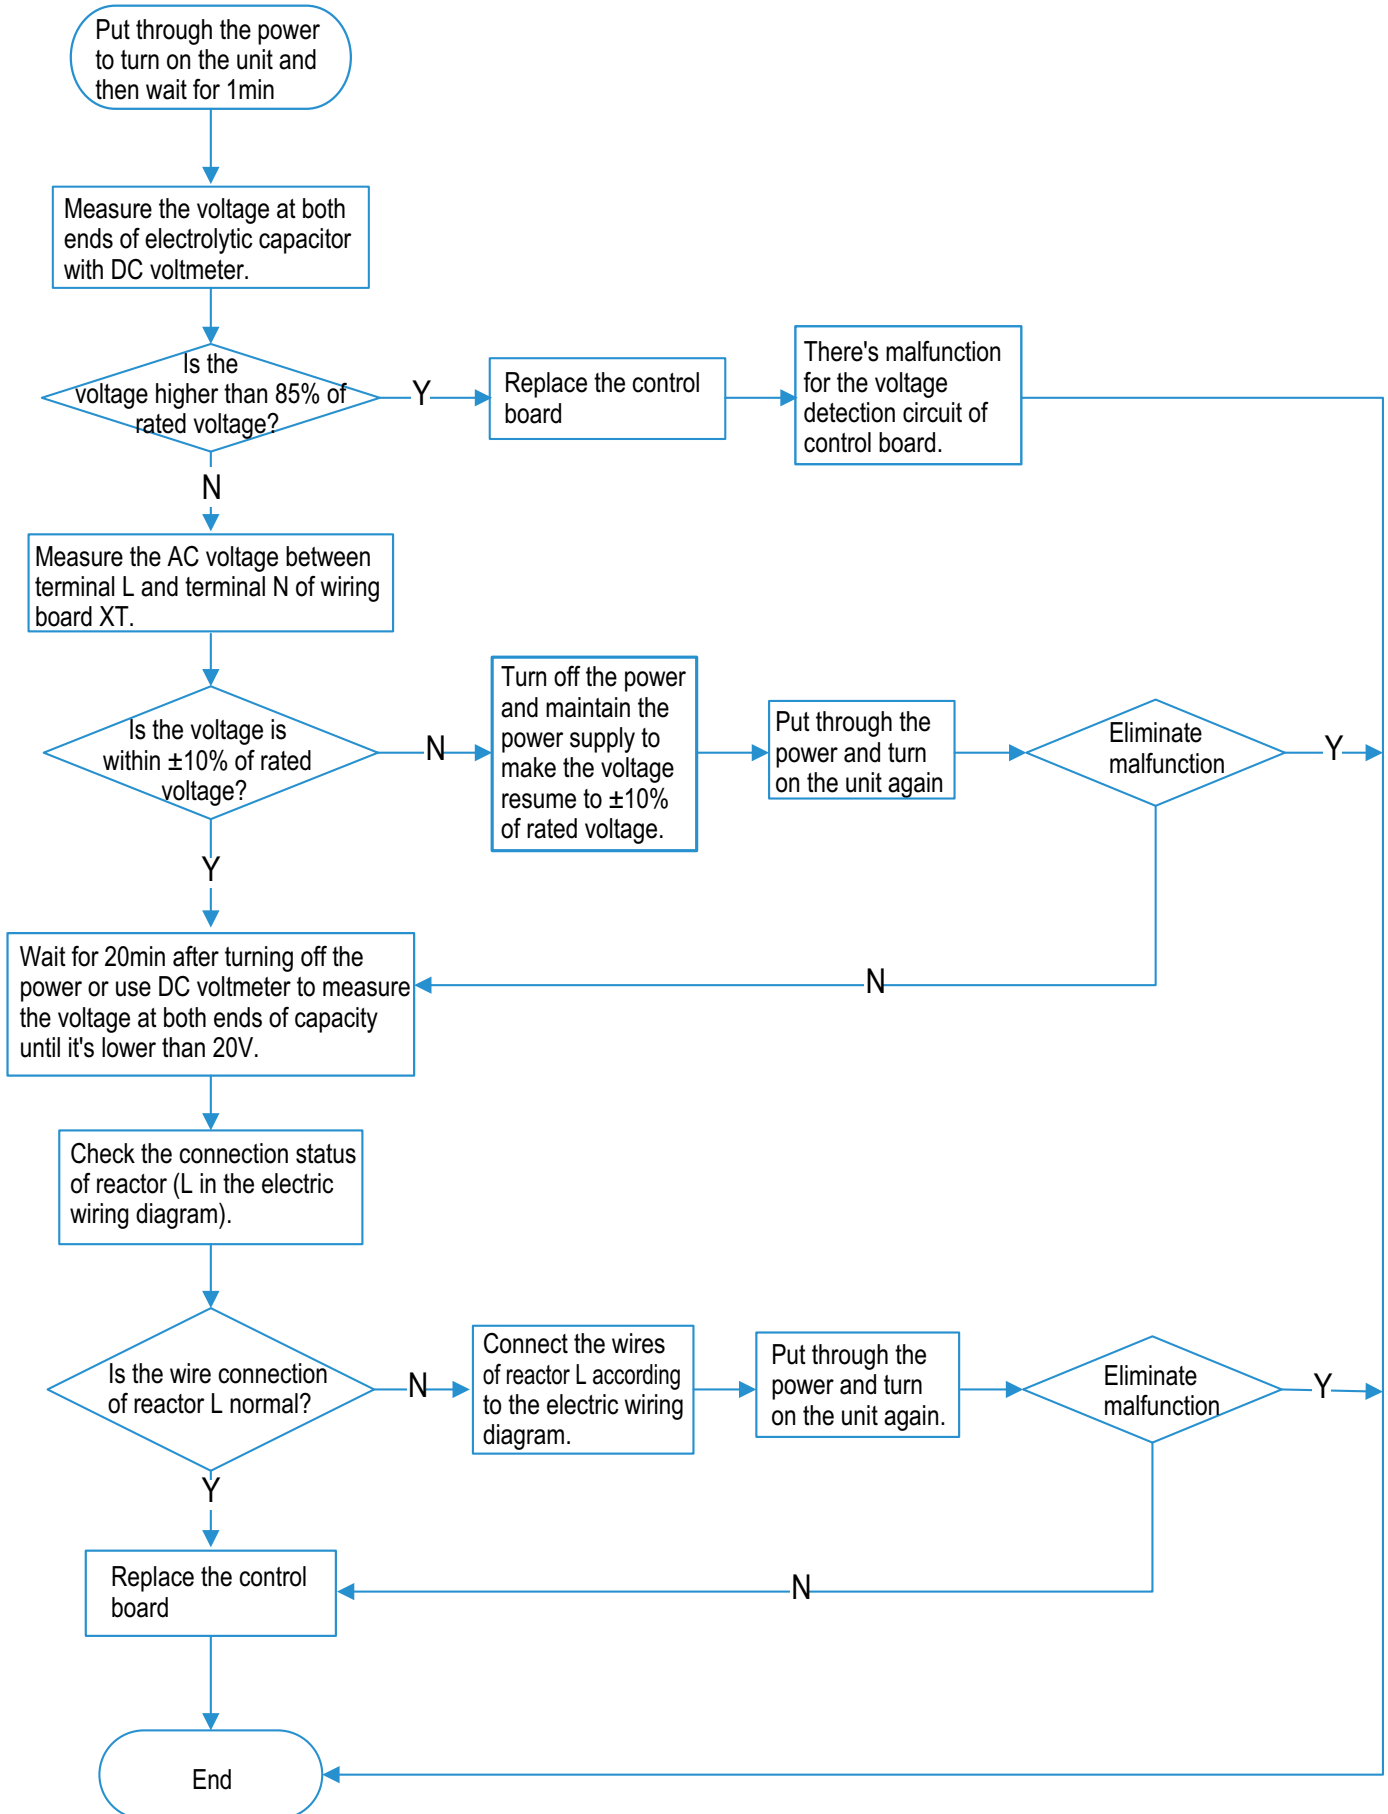 Put through the power
to turn on the unit and
then wait for 1min
Measure the voltage at both
ends of electrolytic capacitor
with DC voltmeter.
Is the
voltage higher than 85% of
rated voltage?
Y
Replace the control
board
There's malfunction
for the voltage
detection circuit of
control board.
N
Measure the AC voltage between
terminal L and terminal N of wiring
board XT.
Is the voltage is
within ±10% of rated
voltage?
N
Turn off the power
and maintain the
power supply to
make the voltage
resume to ±10%
of rated voltage.
Put through the
power and turn
on the unit again
Eliminate
malfunction
Y
Y
Wait for 20min after turning off the
power or use DC voltmeter to measure
the voltage at both ends of capacity
until it's lower than 20V.
N
Check the connection status
of reactor (L in the electric
wiring diagram).
Is the wire connection
of reactor L normal?
N
Connect the wires
of reactor L according
to the electric wiring
diagram.
Put through the
power and turn
on the unit again.
Eliminate
malfunction
Y
Y
Replace the control
board
N
End